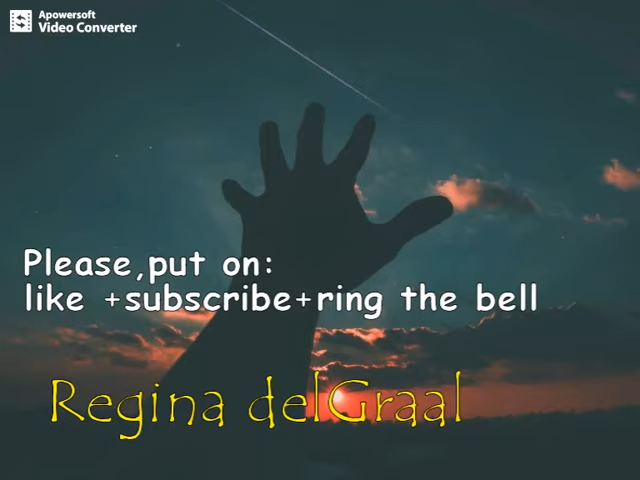 Apowersoft
Video Converter
Please,put on:
like +subscribe+ring the bell
Regina delGraal